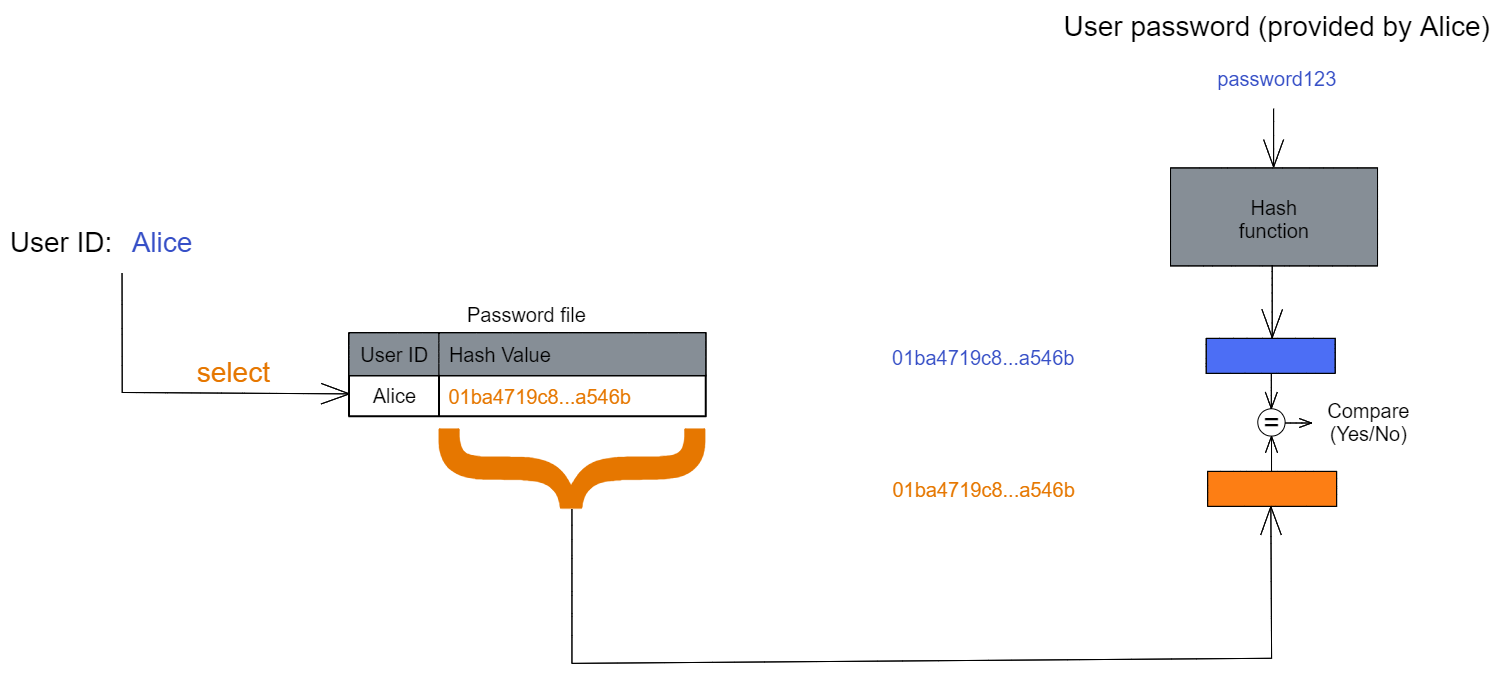 User password (provided by Alice)
password123
Hash
function
User ID: Alice
select
Password file
User ID Hash Value
Alice 01ba4719c8...a546b
01ba4719c8...a546b
=
Compare
(Yes/No)
01ba4719c8...a546b